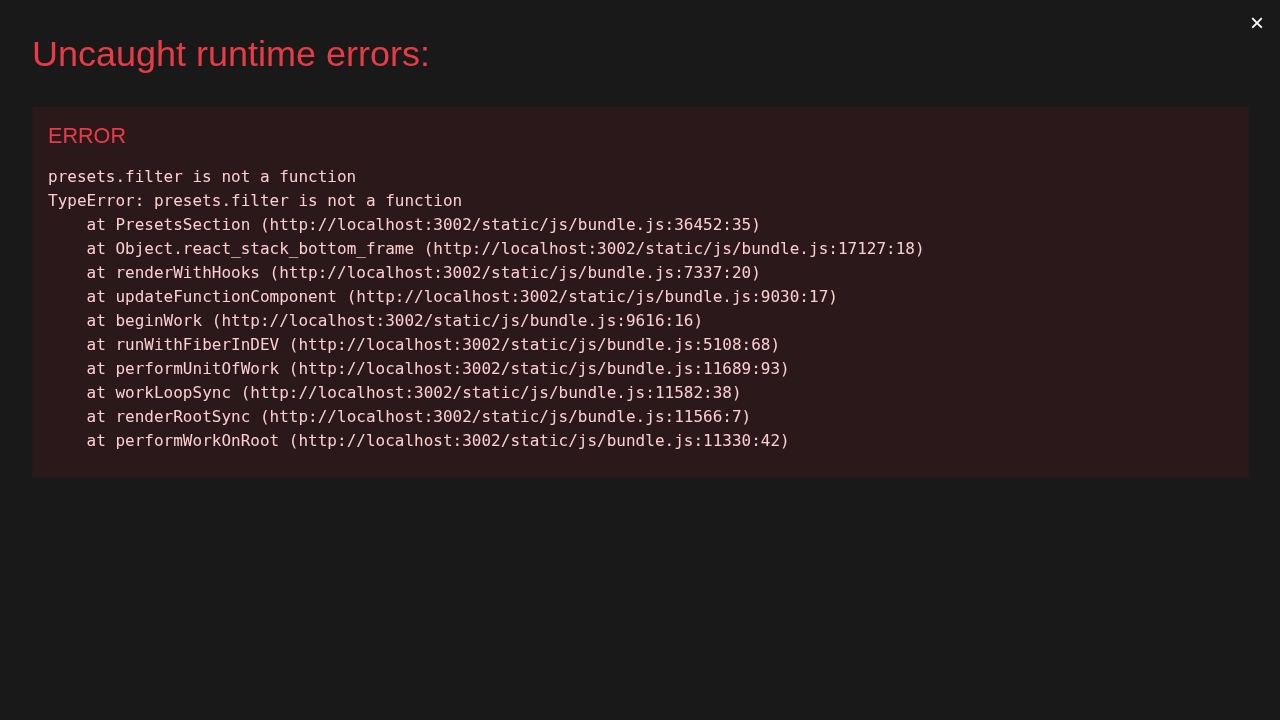 ×
Uncaught runtime errors:
ERROR
presets.filter is not a function
TypeError: presets.filter is not a function
    at PresetsSection (http://localhost:3002/static/js/bundle.js:36452:35)
    at Object.react_stack_bottom_frame (http://localhost:3002/static/js/bundle.js:17127:18)
    at renderWithHooks (http://localhost:3002/static/js/bundle.js:7337:20)
    at updateFunctionComponent (http://localhost:3002/static/js/bundle.js:9030:17)
    at beginWork (http://localhost:3002/static/js/bundle.js:9616:16)
    at runWithFiberInDEV (http://localhost:3002/static/js/bundle.js:5108:68)
    at performUnitOfWork (http://localhost:3002/static/js/bundle.js:11689:93)
    at workLoopSync (http://localhost:3002/static/js/bundle.js:11582:38)
    at renderRootSync (http://localhost:3002/static/js/bundle.js:11566:7)
    at performWorkOnRoot (http://localhost:3002/static/js/bundle.js:11330:42)